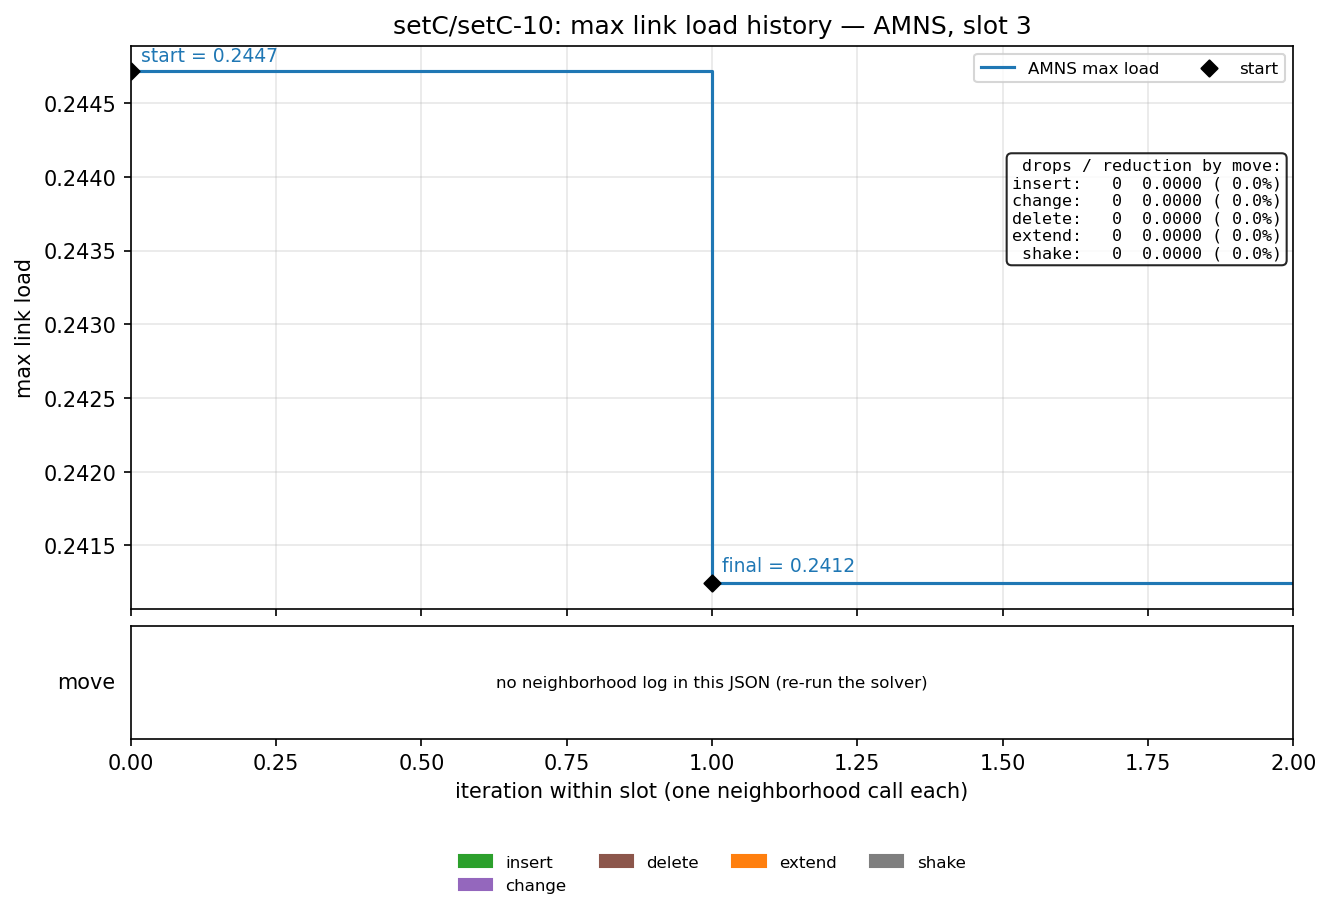 setC/setC-10: max link load history — AMNS, slot 3
start = 0.2447
AMNS max load
start
0.2445
0.2440
0.2435
0.2430
0.2425
0.2420
0.2415
max link load
drops / reduction by move:
insert: 0 0.0000 ( 0.0%)
change: 0 0.0000 ( 0.0%)
delete: 0 0.0000 ( 0.0%)
extend: 0 0.0000 ( 0.0%)
shake: 0 0.0000 ( 0.0%)
final = 0.2412
move
no neighborhood log in this JSON (re-run the solver)
0.00 0.25 0.50 0.75 1.00 1.25 1.50 1.75 2.00
iteration within slot (one neighborhood call each)
insert delete extend shake
change